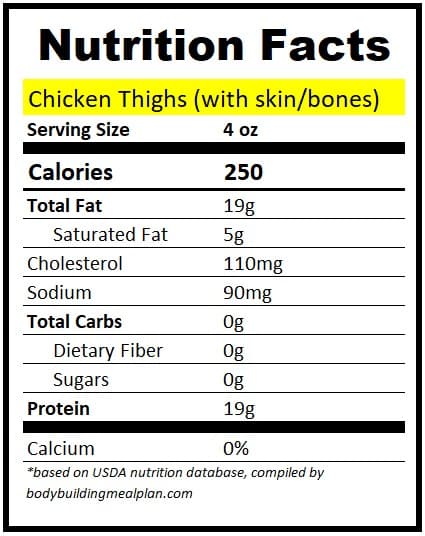 Nutrition Facts
Chicken Thighs (with skin/bones)
Serving Size 4 oz
Calories 250
Total Fat 19g
Saturated Fat 5g
Cholesterol 110mg
Sodium 90mg
Total Carbs 0g
Dietary Fiber 0g
Sugars 0g
Protein 19g
Calcium 0%
*based on USDA nutrition database, compiled by
bodybuildingmealplan.com